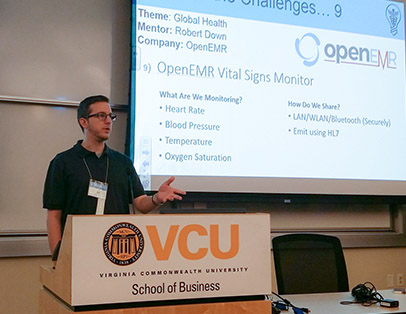 Challenges... 9
Theme: Global Health
Mentor: Robert Down
Company: OpenEMR
openEMR
9) OpenEMR Vital Signs Monitor
What Are We Monitoring?
• Heart Rate
• Blood Pressure
• Temperature
• Oxygen Saturation
How Do We Share?
• LAN/WLAN/Bluetooth (Securely)
• Emit using HL7
VCU
VIRGINIA COMMONWEALTH UNIVERSITY
School of Business